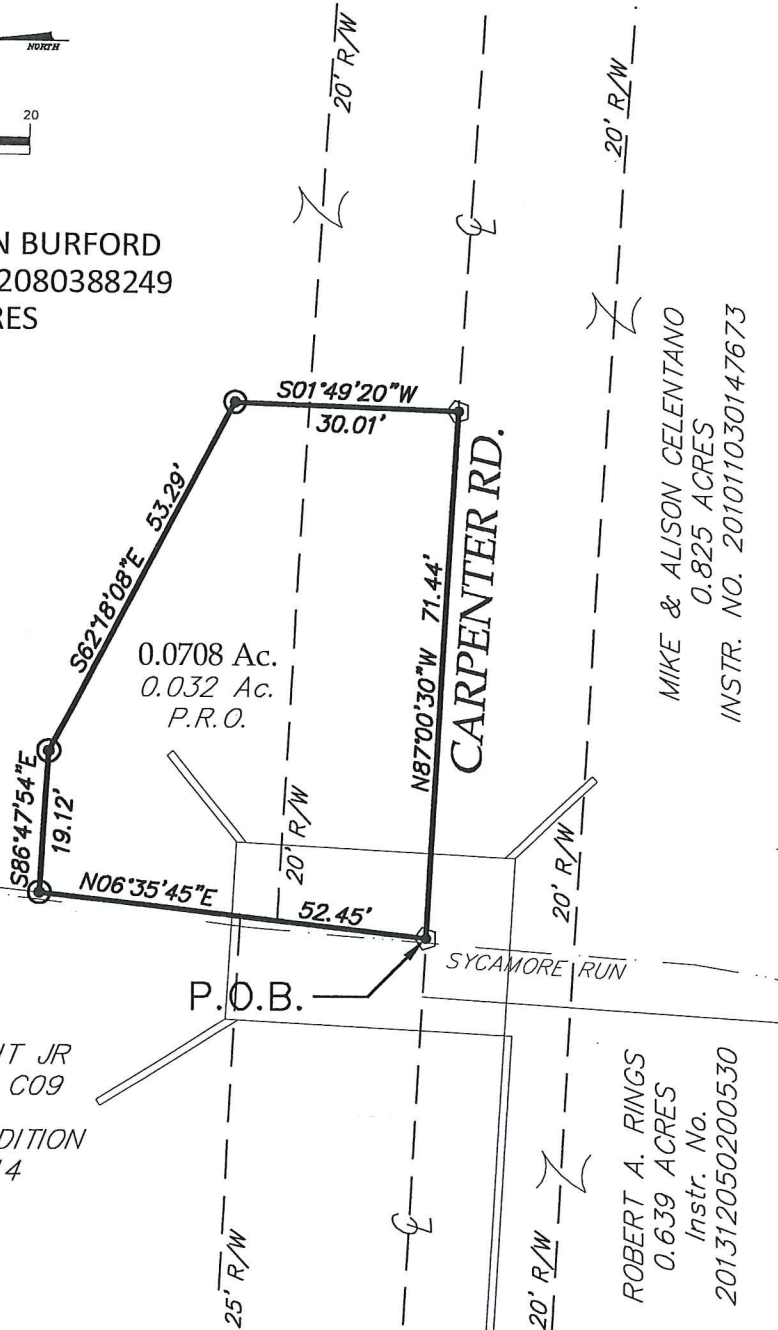 NORTH
20
N BURFORD
2080388249
RES
20' R/W
20' R/W
S01°49'20"W
30.01'
S62°18'08"E 53.29'
0.0708 Ac.
0.032 Ac.
P.R.O.
N87°00'30"W 71.44'
CARPENTER RD.
MIKE & ALISON CELENTANO
0.825 ACRES
INSTR. NO. 201011030147673
S86°47'54"E
19.12'
N06°35'45"E 52.45'
20' R/W
20' R/W
SYCAMORE RUN
P.O.B.
IT JR
C09
DITION
4
25' R/W
20' R/W
ROBERT A. RINGS
0.639 ACRES
Instr. No.
201312050200530